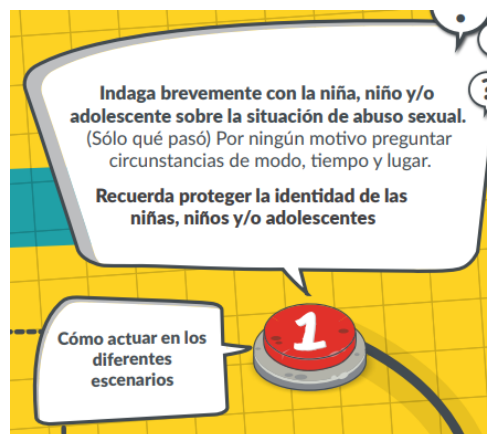 Indaga brevemente con la niña, niño y/o
adolescente sobre la situación de abuso sexual.
(Sólo qué pasó) Por ningún motivo preguntar
circunstancias de modo, tiempo y lugar.
Recuerda proteger la identidad de las
niñas, niños y/o adolescentes
1
Cómo actuar en los
diferentes
escenarios